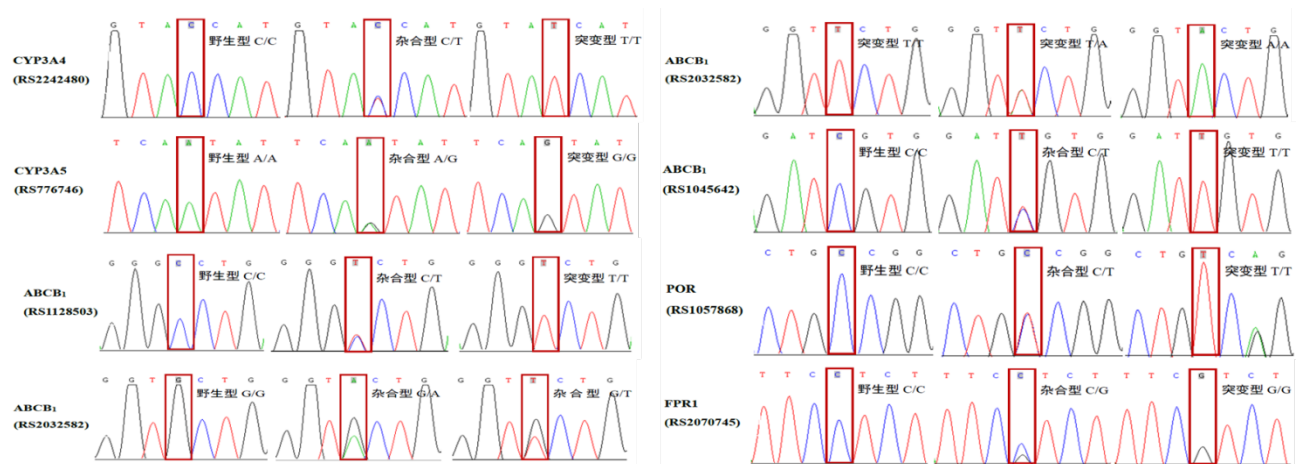 G T A C C A T
G T A C C A T
G T A T C A T
野生型 C/C
杂合型 C/T
突变型 T/T
CYP3A4
(RS2242480)
T C A A T A T
T C A A T A T
T C A G T A T
野生型 A/A
杂合型 A/G
突变型 G/G
CYP3A5
(RS776746)
G G G C C T G
G G G T C T G
G G G T C T G
野生型 C/C
杂合型 C/T
突变型 T/T
ABCB1
(RS1128503)
G G T G C T G
G G T A C T G
G G T T C T G
野生型 G/G
杂合型 G/A
杂合型 G/T
ABCB1
(RS2032582)
G G T T C T G
G G T T C T G
G G T A C T G
突变型 T/T
突变型 T/A
突变型 A/A
ABCB1
(RS2032582)
G A T C G T G
G A T T G T G
G A T T G T G
野生型 C/C
杂合型 C/T
突变型 T/T
ABCB1
(RS1045642)
C T G C C G G
C T G C C G G
C T G T C A G
野生型 C/C
杂合型 C/T
突变型 T/T
POR
(RS1057868)
T T C C T C T
T T C C T C T
T T C G T C T
野生型 C/C
杂合型 C/G
突变型 G/G
FPR1
(RS2070745)